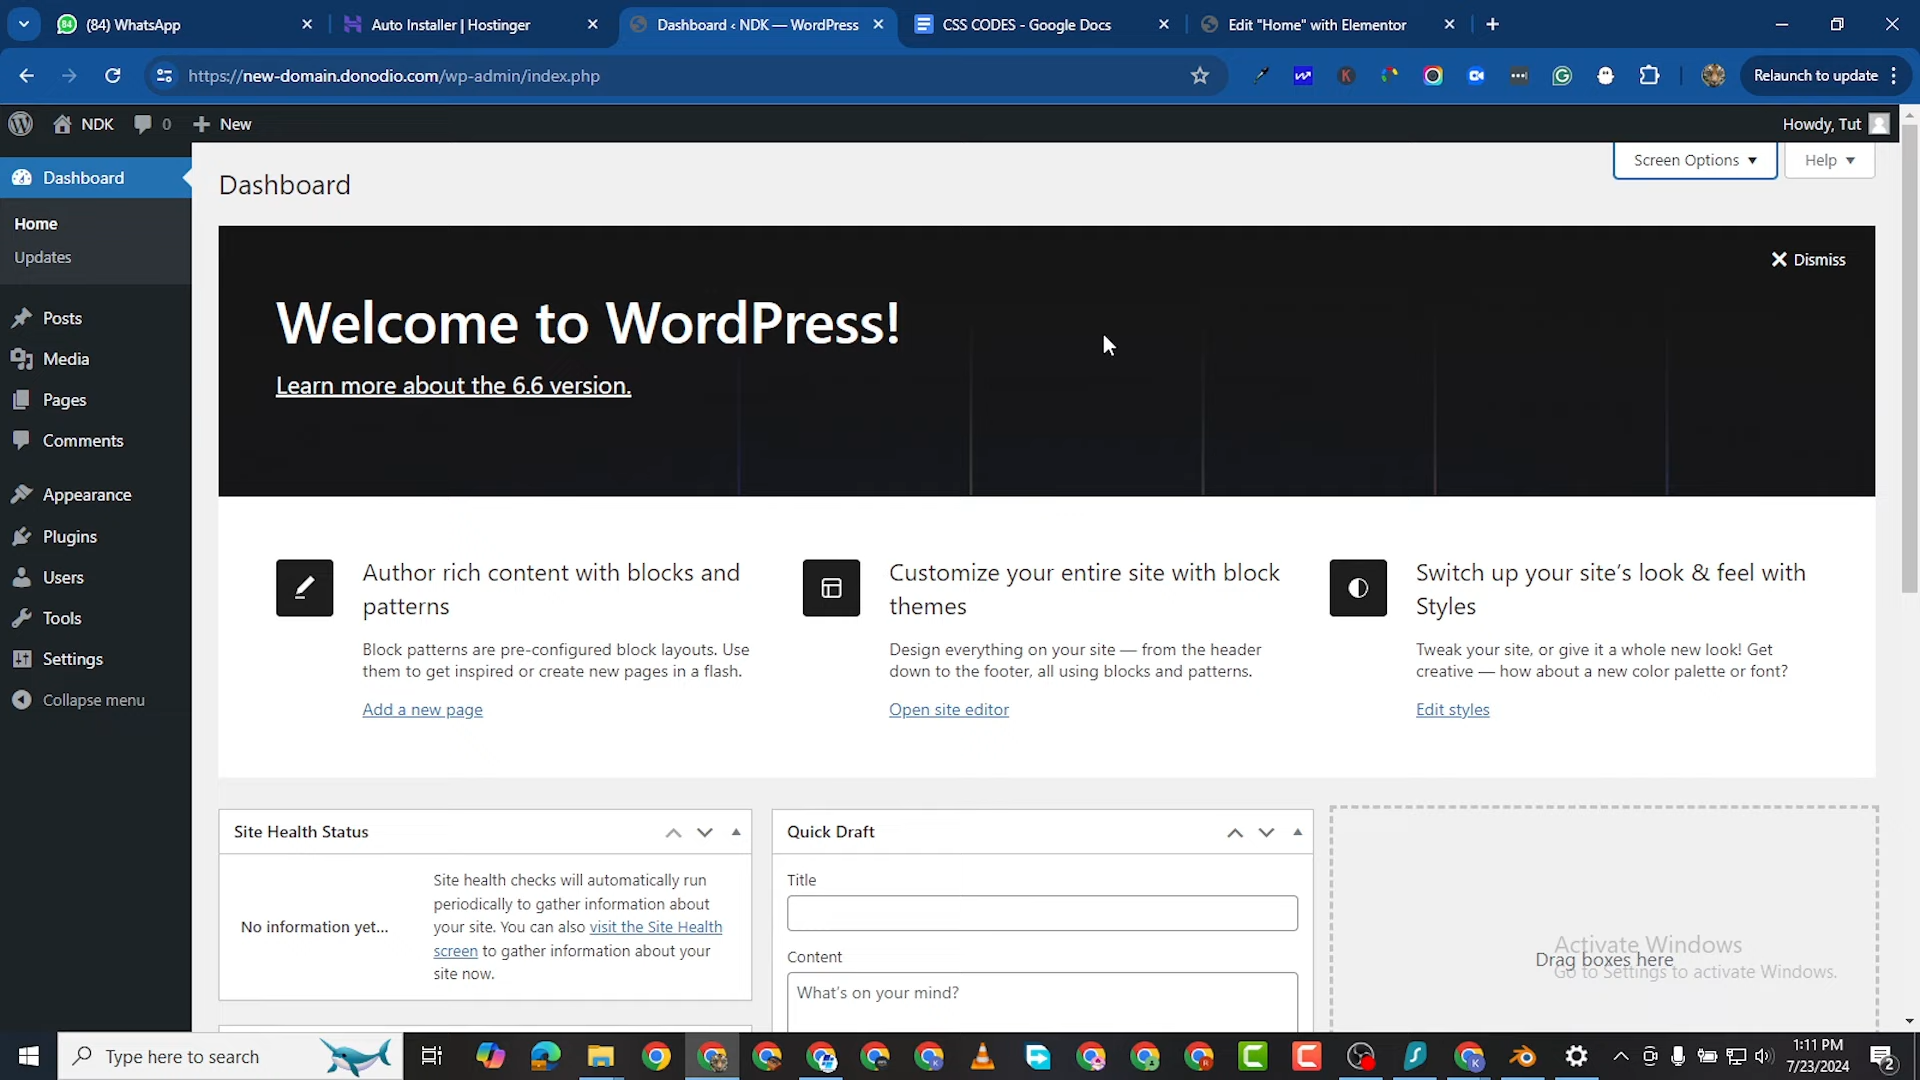 (84) WhatsApp
Auto Installer | Hostinger
Dashboard ‹ NDK — WordPress
CSS CODES - Google Docs
Edit "Home" with Elementor
https://new-domain.donodio.com/wp-admin/index.php
Relaunch to update
NDK
0
New
Howdy, Tut
Screen Options
Help
Dashboard
Home
Updates
Posts
Media
Pages
Comments
Appearance
Plugins
Users
Tools
Settings
Collapse menu
Dashboard
Dismiss
Welcome to WordPress!
Learn more about the 6.6 version.
Author rich content with blocks and
patterns
Block patterns are pre-configured block layouts. Use
them to get inspired or create new pages in a flash.
Add a new page
Customize your entire site with block
themes
Design everything on your site — from the header
down to the footer, all using blocks and patterns.
Open site editor
Switch up your site's look & feel with
Styles
Tweak your site, or give it a whole new look! Get
creative — how about a new color palette or font?
Edit styles
Site Health Status
No information yet...
Site health checks will automatically run
periodically to gather information about
your site. You can also visit the Site Health
screen to gather information about your
site now.
Quick Draft
Title
Content
What's on your mind?
Drag boxes here
Activate Windows
Go to Settings to activate Windows.
Type here to search
1:11 PM
7/23/2024
2